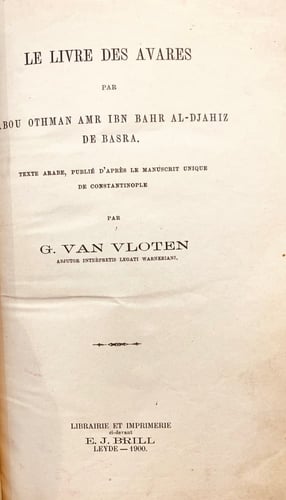 LE LIVRE DES AVARES
PAR
BOU OTHMAN AMR IBN BAHR AL-DJAHIZ
DE BASRA.
TEXTE ARABE, PUBLIÉ D'APRÈS LE MANUSCRIT UNIQUE
DE CONSTANTINOPLE
PAR
G. VAN VLOTEN
ADJUTOR INTERPRETIS LEGATI WARNERIANI.
LIBRAIRIE ET IMPRIMERIE
ci-devant
E. J. BRILL
LEYDE — 1900.